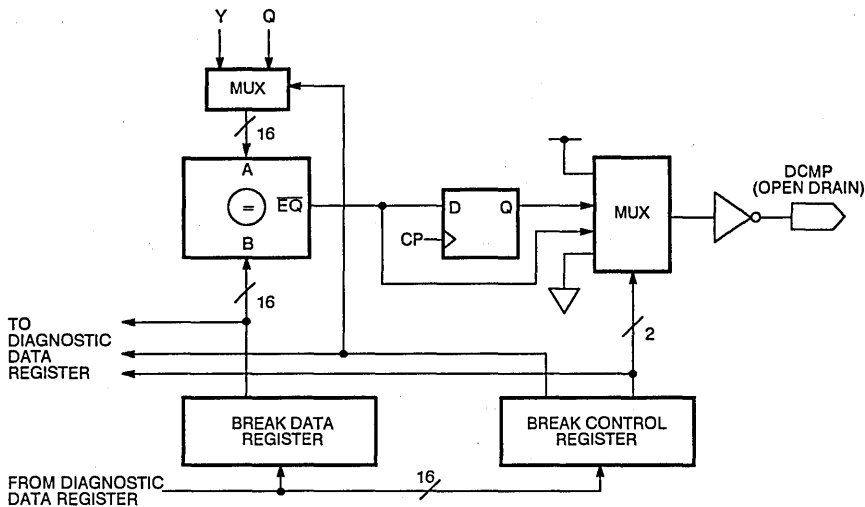 Y Q
MUX
16
A
=
EQ
B
D Q
CP
MUX
DCMP
(OPEN DRAIN)
16
2
TO
DIAGNOSTIC
DATA
REGISTER
BREAK DATA
REGISTER
BREAK CONTROL
REGISTER
FROM DIAGNOSTIC
DATA REGISTER
16